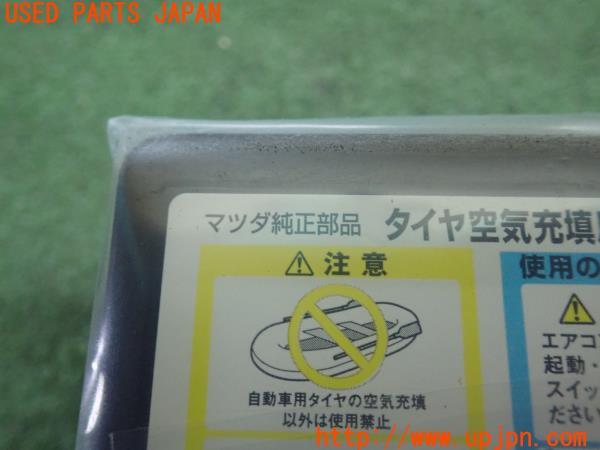 USED PARTS JAPAN
マツダ純正部品 タイヤ空気充填
⚠ 注意
使用の
自動車用タイヤの空気充填
以外は使用禁止
エアコ
起動・
スイッ
ださい
http://www.upjpn.com